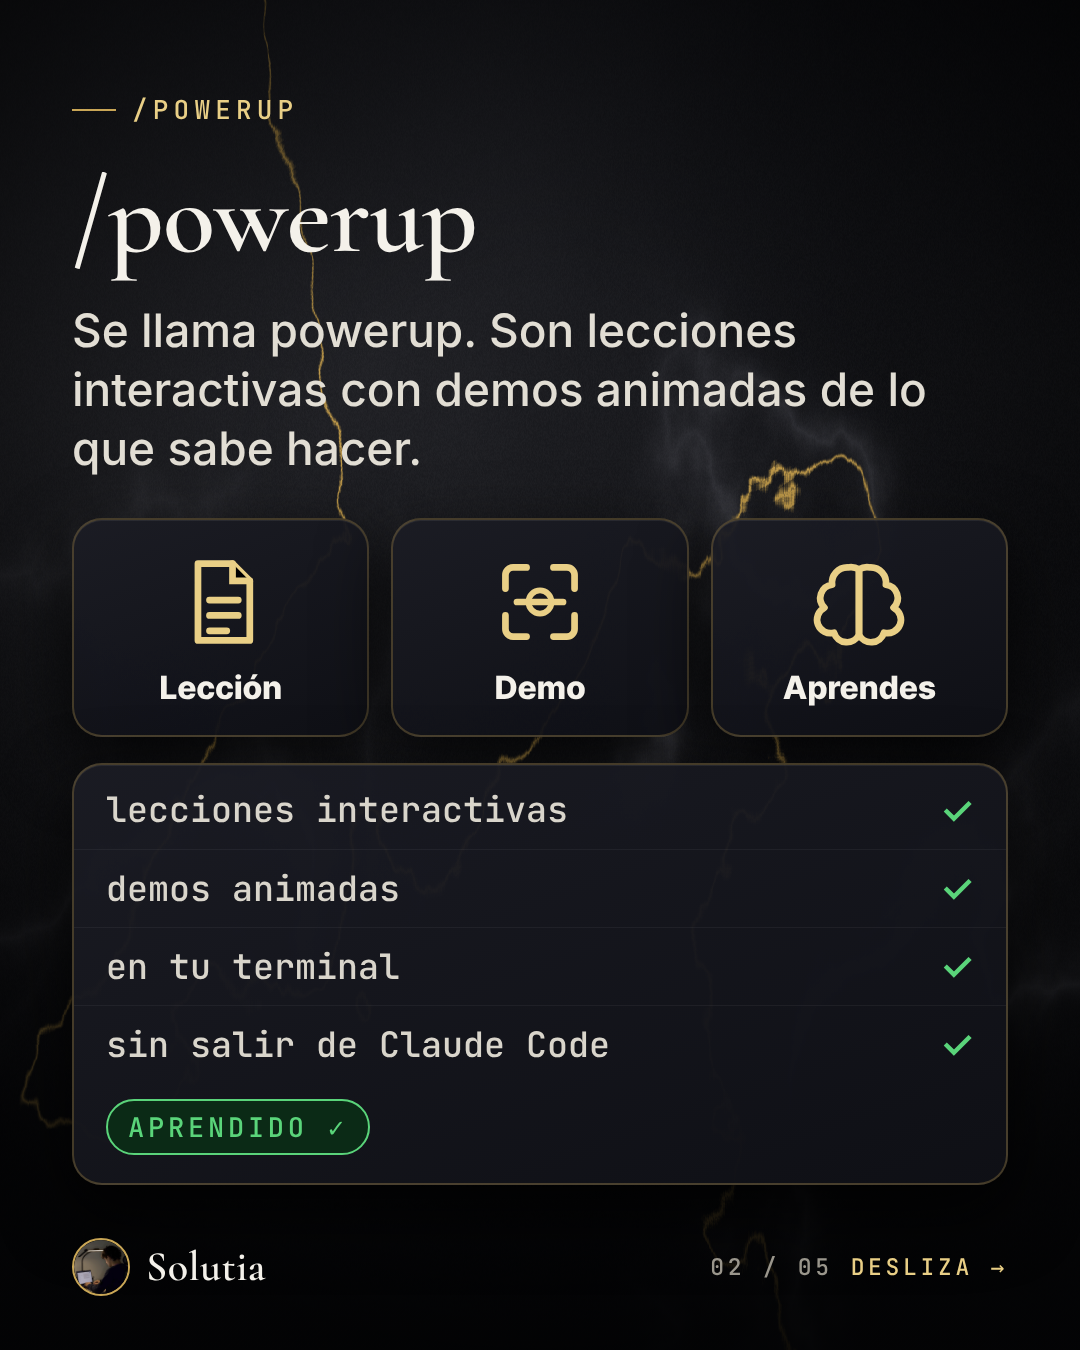 /POWERUP
/powerup
Se llama powerup. Son lecciones
interactivas con demos animadas de lo
que sabe hacer.
Lección
Demo
Aprendes
lecciones interactivas ✓
demos animadas ✓
en tu terminal ✓
sin salir de Claude Code ✓
APRENDIDO ✓
Solutia
02 / 05 DESLIZA →